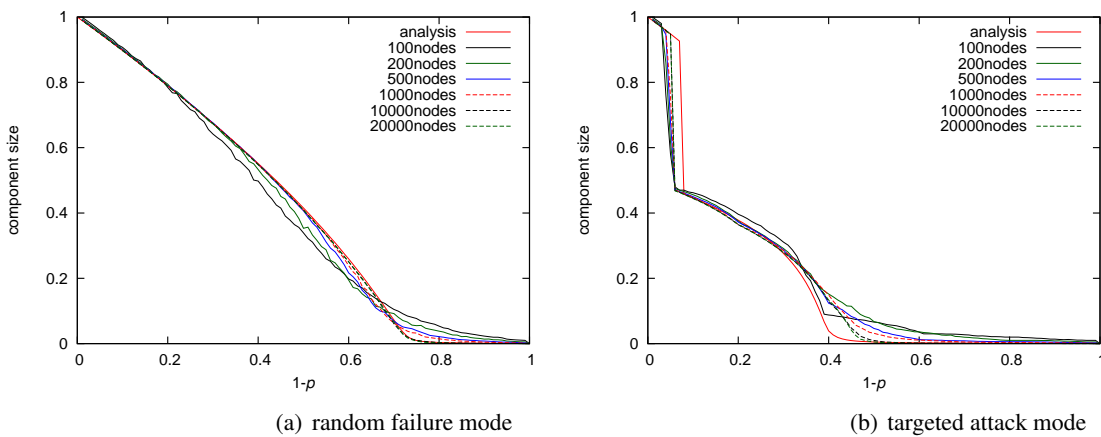 1
0.8
0.6
0.4
0.2
0
0
0.2
0.4
0.6
0.8
1
component size
1-p
analysis
100nodes
200nodes
500nodes
1000nodes
10000nodes
20000nodes
(a) random failure mode
1
0.8
0.6
0.4
0.2
0
0
0.2
0.4
0.6
0.8
1
component size
1-p
analysis
100nodes
200nodes
500nodes
1000nodes
10000nodes
20000nodes
(b) targeted attack mode